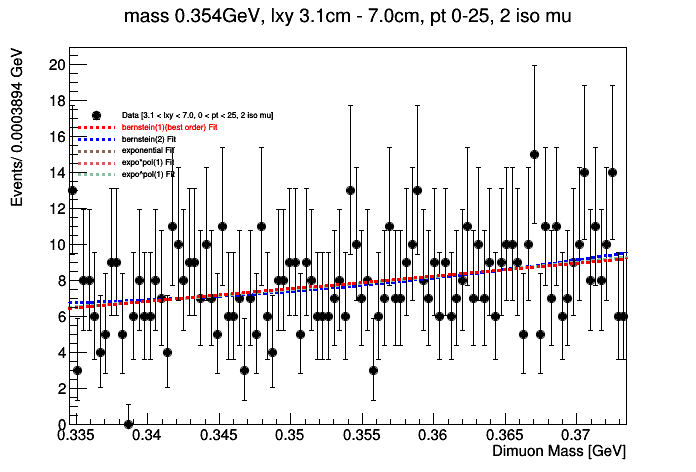 mass 0.354GeV, lxy 3.1cm - 7.0cm, pt 0-25, 2 iso mu
Events/ 0.0003894 GeV
20
18
16
14
12
10
8
6
4
2
0
Data [3.1 < lxy < 7.0, 0 < pt < 25, 2 iso mu]
bernstein(1)(best order) Fit
bernstein(2) Fit
exponential Fit
expo*pol(1) Fit
expo^pol(1) Fit
0.335 0.34 0.345 0.35 0.355 0.36 0.365 0.37
Dimuon Mass [GeV]